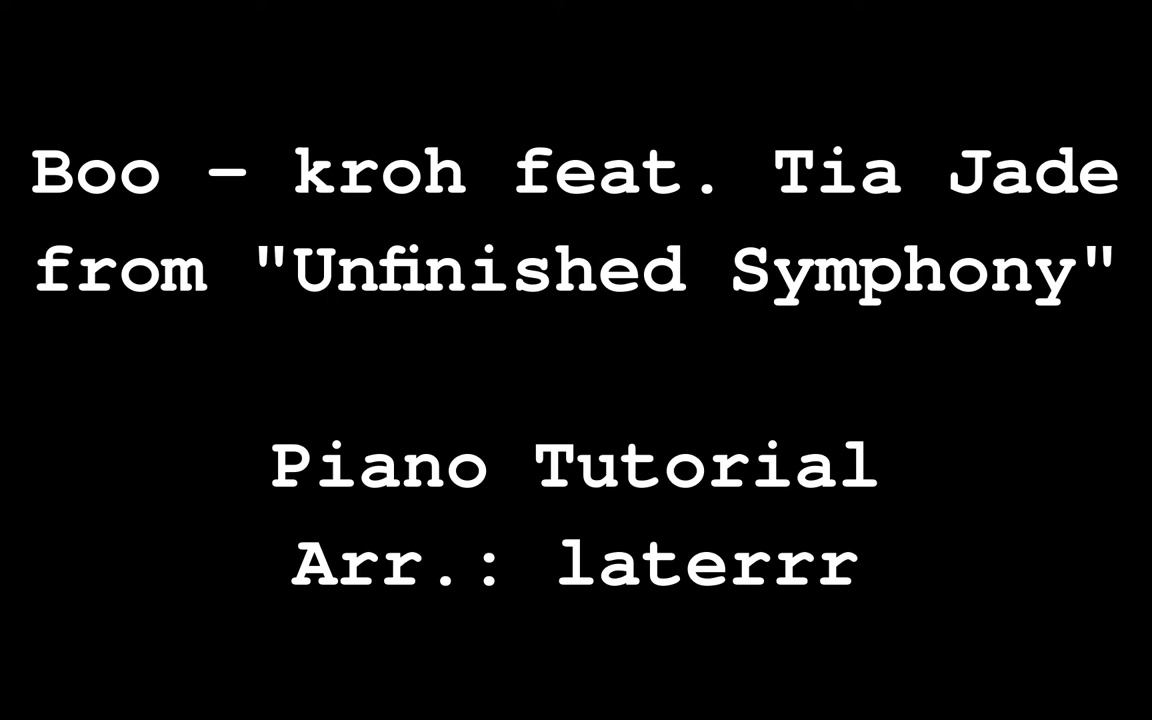 Boo – kroh feat. Tia Jade
from "Unfinished Symphony"
Piano Tutorial
Arr.: laterrr